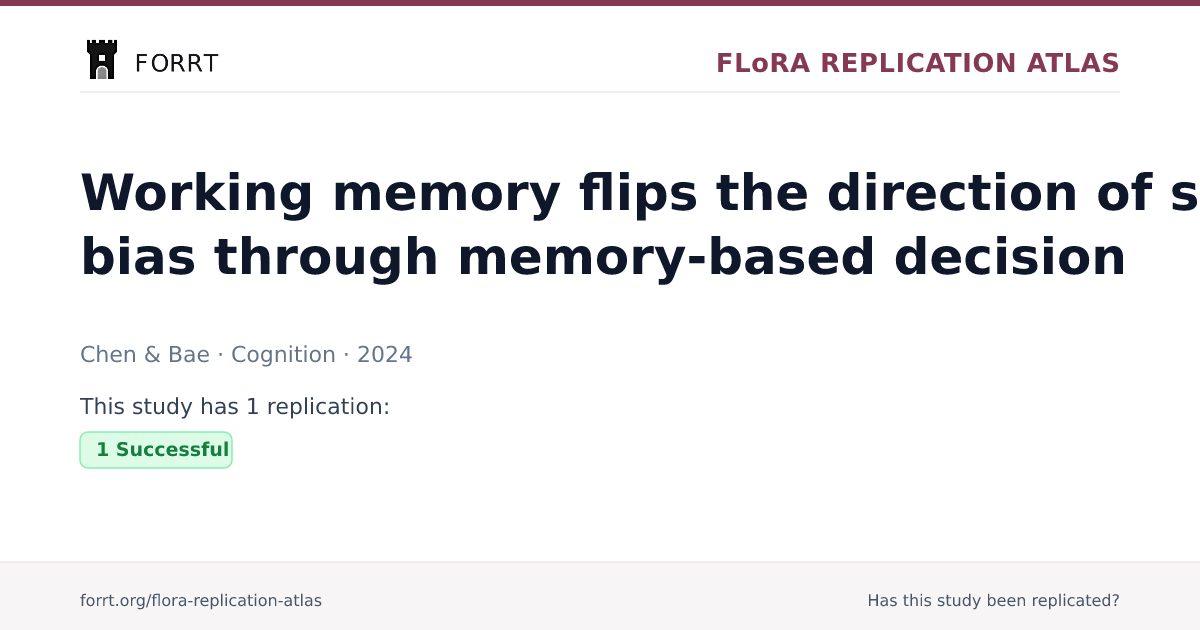 FORRT
FLoRA REPLICATION ATLAS
Working memory flips the direction of s
bias through memory-based decision
Chen & Bae · Cognition · 2024
This study has 1 replication:
1 Successful
forrt.org/flora-replication-atlas
Has this study been replicated?